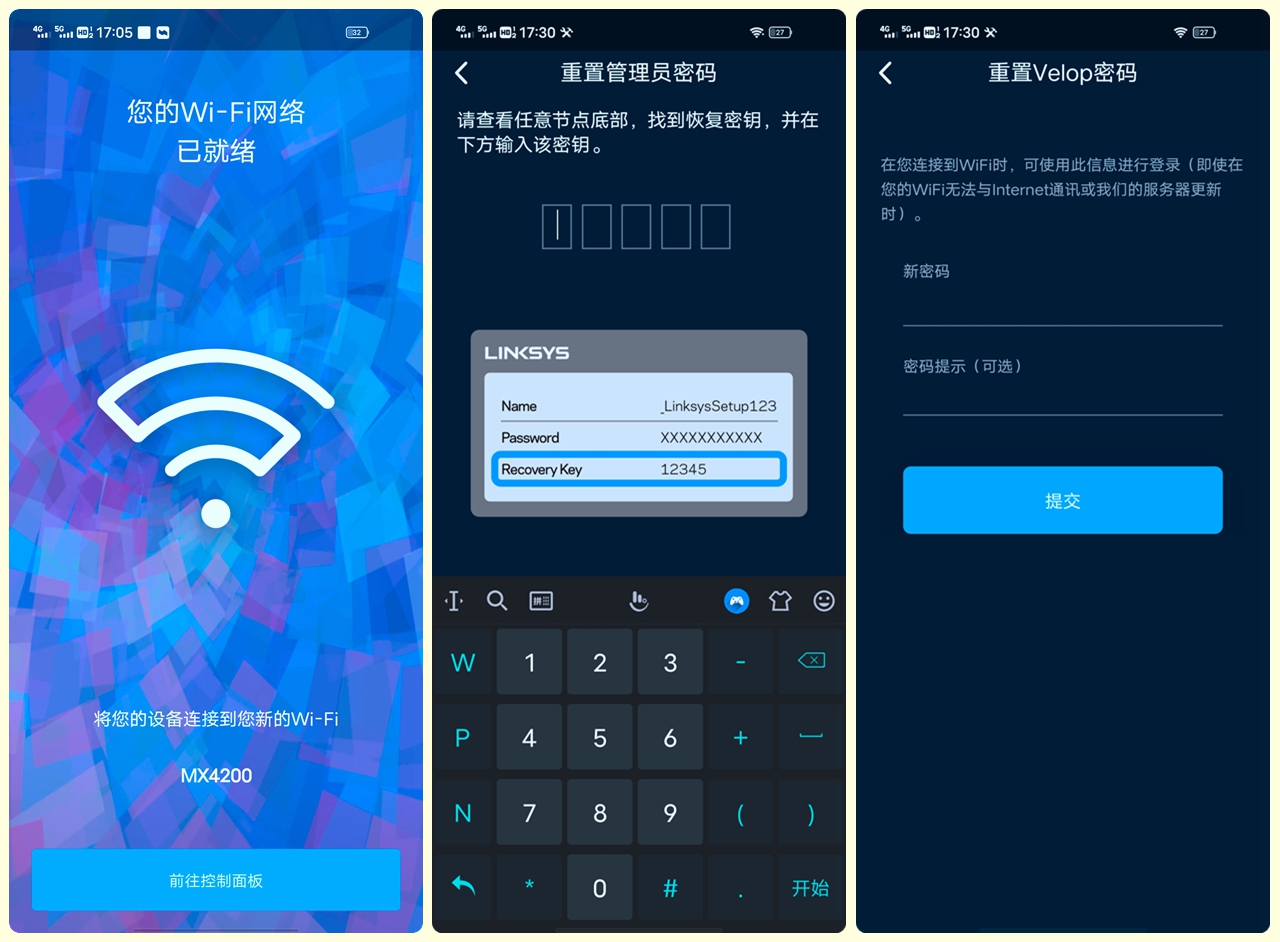 4G 5G HD 2 17:05 32
您的Wi-Fi网络
已就绪
将您的设备连接到您新的Wi-Fi
MX4200
前往控制面板
4G 5G HD 2 17:30 27
重置管理员密码
请查看任意节点底部，找到恢复密钥，并在
下方输入该密钥。
LINKSYS
Name _LinksysSetup123
Password XXXXXXXXXXX
Recovery Key 12345
拼
W 1 2 3 -
P 4 5 6 +
N 7 8 9 ( )
* 0 # . 开始
4G 5G HD 2 17:30 27
重置Velop密码
在您连接到WiFi时，可使用此信息进行登录（即使在
您的WiFi无法与Internet通讯或我们的服务器更新
时）。
新密码
密码提示（可选）
提交